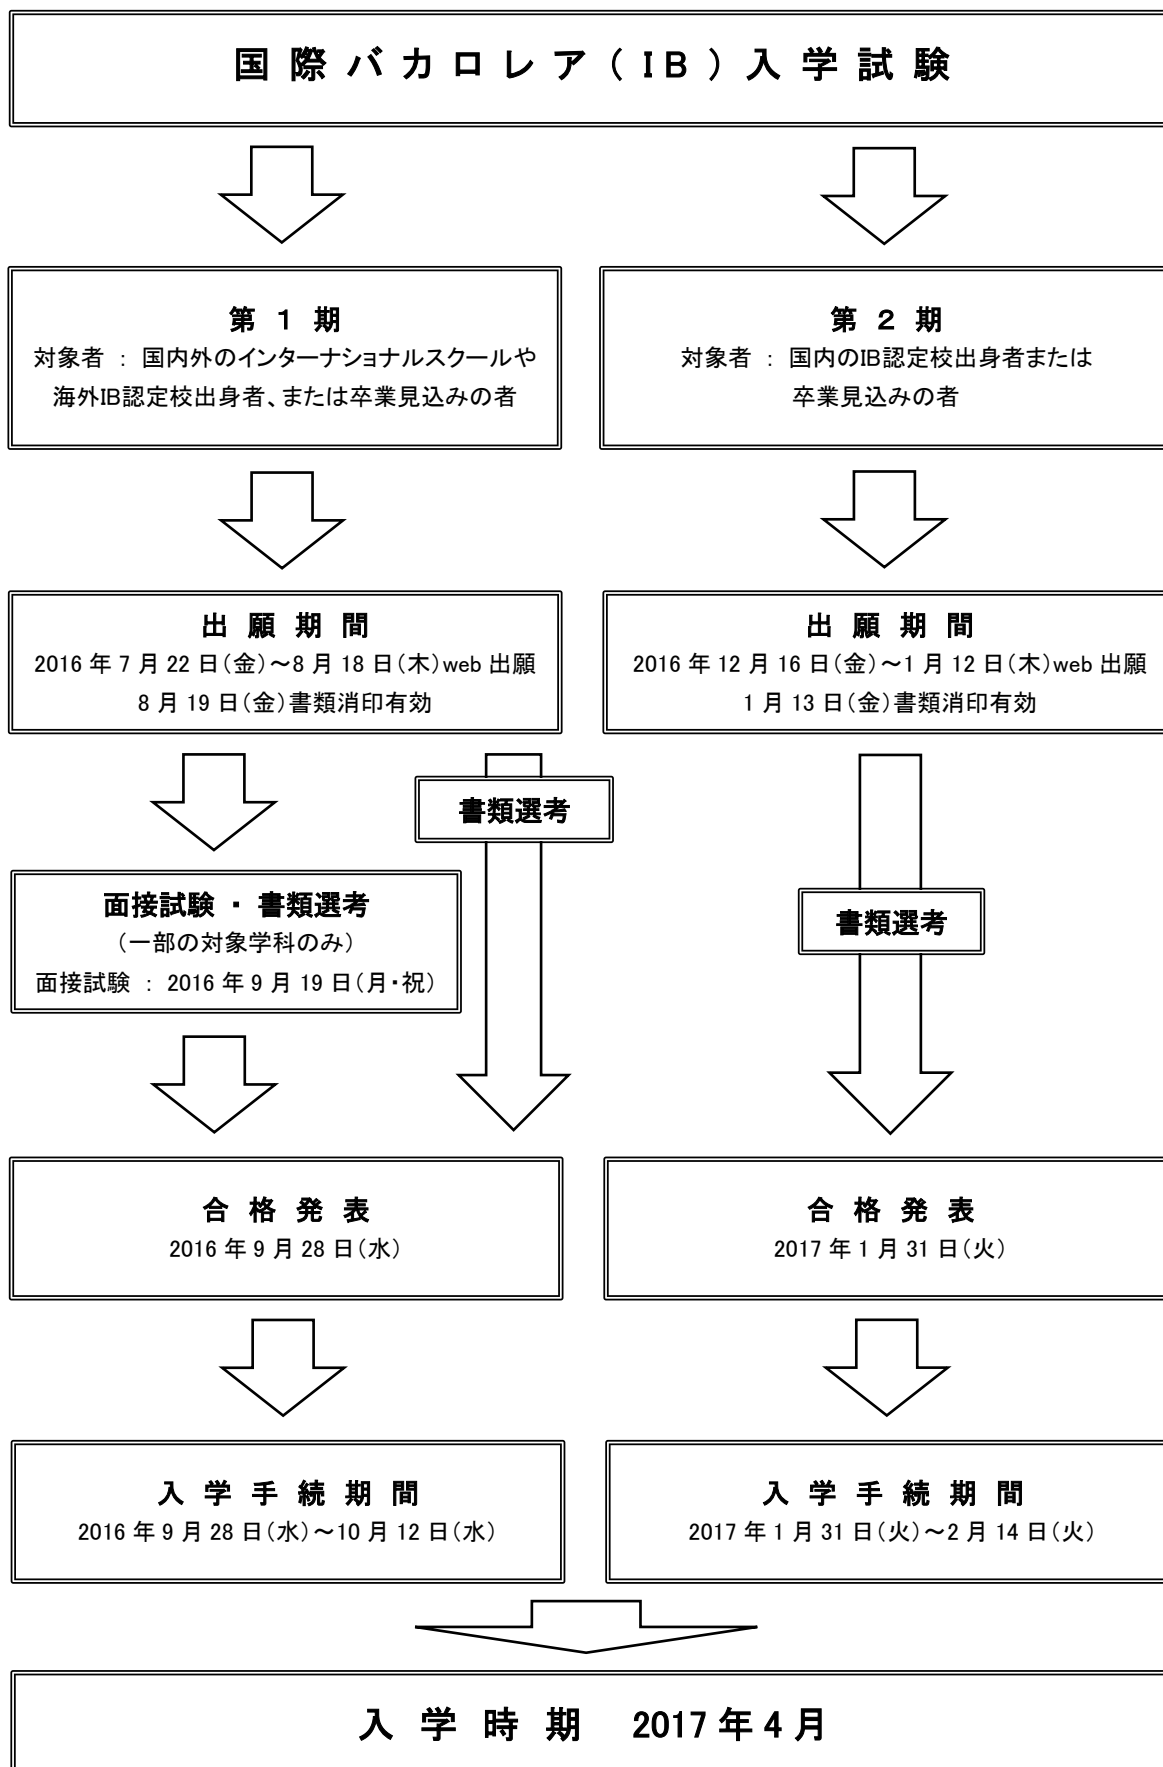 国際バカロレア(IB)入学試験
第1期
対象者 : 国内外のインターナショナルスクールや
海外IB認定校出身者、または卒業見込みの者
第2期
対象者 : 国内のIB認定校出身者または
卒業見込みの者
出願期間
2016年7月22日(金)～8月18日(木)web出願
8月19日(金)書類消印有効
出願期間
2016年12月16日(金)～1月12日(木)web出願
1月13日(金)書類消印有効
書類選考
面接試験 ・ 書類選考
(一部の対象学科のみ)
面接試験 : 2016年9月19日(月・祝)
書類選考
合格発表
2016年9月28日(水)
合格発表
2017年1月31日(火)
入学手続期間
2016年9月28日(水)～10月12日(水)
入学手続期間
2017年1月31日(火)～2月14日(火)
入学時期 2017年4月